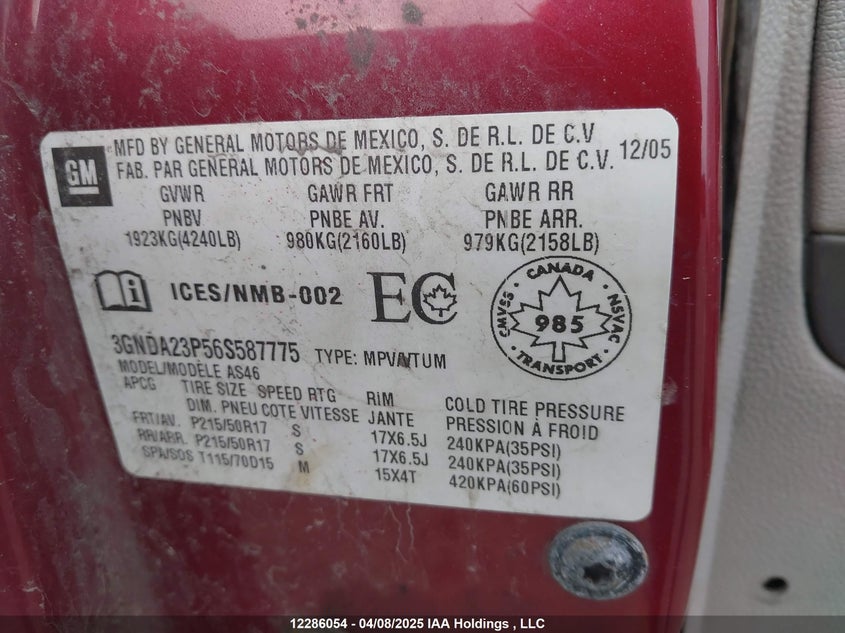 GM
MFD BY GENERAL MOTORS DE MEXICO, S. DE R.L. DE C.V
FAB. PAR GENERAL MOTORS DE MEXICO, S. DE R.L. DE C.V. 12/05
GVWR GAWR FRT GAWR RR
PNBV PNBE AV. PNBE ARR.
1923KG(4240LB) 980KG(2160LB) 979KG(2158LB)
i ICES/NMB-002 EC
CANADA
CMVSS 985 NSVAC
TRANSPORT
3GNDA23P56S587775 TYPE: MPV/VTUM
MODEL/MODÈLE AS46
APCG TIRE SIZE SPEED RTG RIM COLD TIRE PRESSURE
DIM. PNEU COTE VITESSE JANTE PRESSION À FROID
FRT/AV. P215/50R17 S 17X6.5J 240KPA(35PSI)
RR/ARR. P215/50R17 S 17X6.5J 240KPA(35PSI)
SPA/SOS T115/70D15 M 15X4T 420KPA(60PSI)
12286054 - 04/08/2025 IAA Holdings , LLC